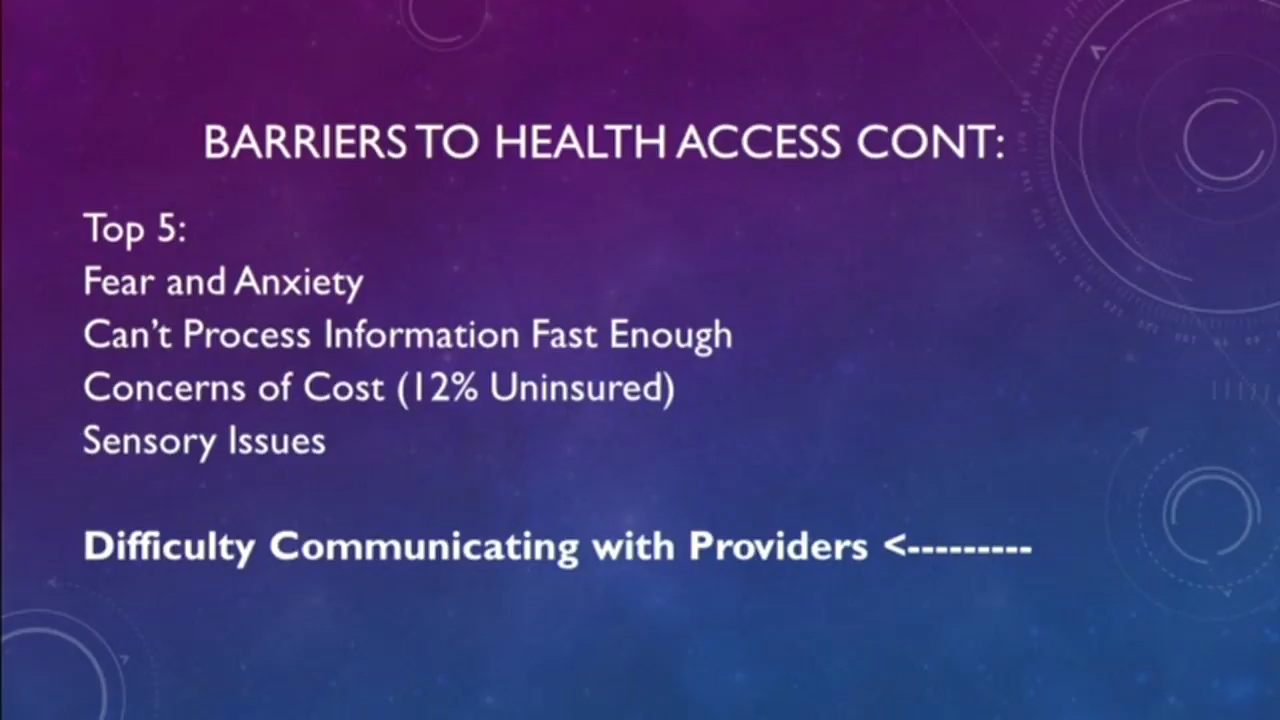 BARRIERS TO HEALTH ACCESS CONT:
Top 5:
Fear and Anxiety
Can’t Process Information Fast Enough
Concerns of Cost (12% Uninsured)
Sensory Issues
Difficulty Communicating with Providers <---------